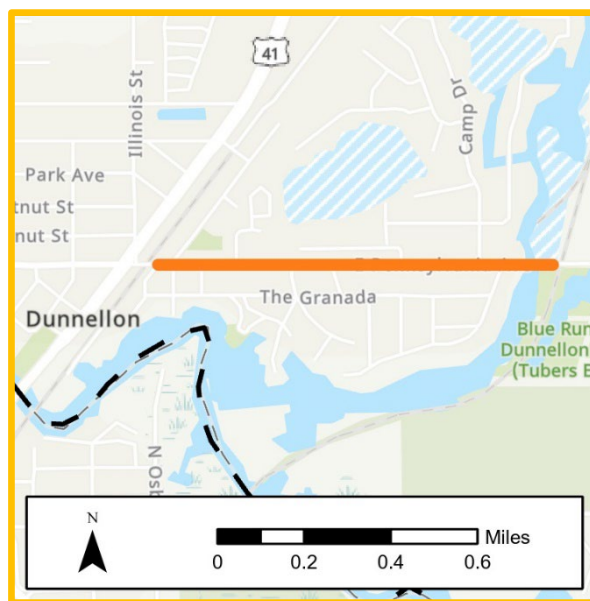 41
Illinois St
Camp Dr
Park Ave
tnut St
nut St
The Granada
Dunnellon
Blue Run
Dunnellon
(Tubers E
N Osb
N
Miles
0 0.2 0.4 0.6